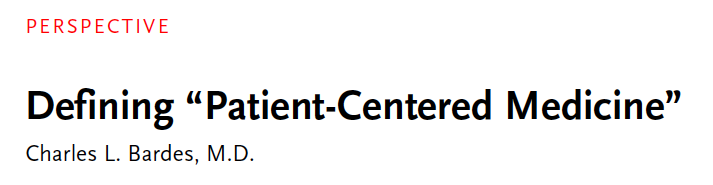 PERSPECTIVE
Defining “Patient-Centered Medicine”
Charles L. Bardes, M.D.